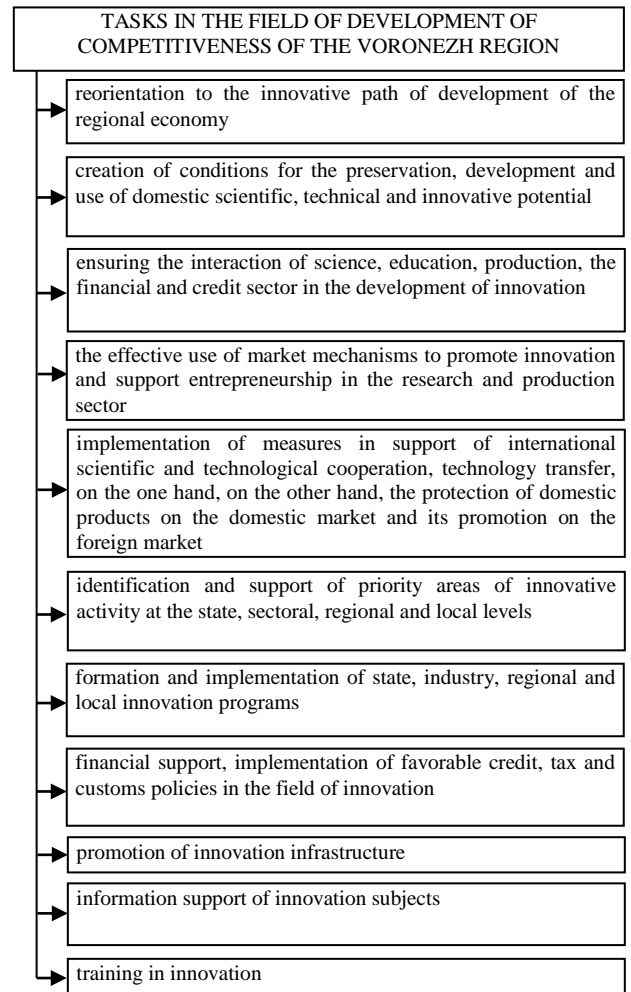 TASKS IN THE FIELD OF DEVELOPMENT OF
COMPETITIVENESS OF THE VORONEZH REGION
reorientation to the innovative path of development of the
regional economy
creation of conditions for the preservation, development and
use of domestic scientific, technical and innovative potential
ensuring the interaction of science, education, production, the
financial and credit sector in the development of innovation
the effective use of market mechanisms to promote innovation
and support entrepreneurship in the research and production
sector
implementation of measures in support of international
scientific and technological cooperation, technology transfer,
on the one hand, on the other hand, the protection of domestic
products on the domestic market and its promotion on the
foreign market
identification and support of priority areas of innovative
activity at the state, sectoral, regional and local levels
formation and implementation of state, industry, regional and
local innovation programs
financial support, implementation of favorable credit, tax and
customs policies in the field of innovation
promotion of innovation infrastructure
information support of innovation subjects
training in innovation